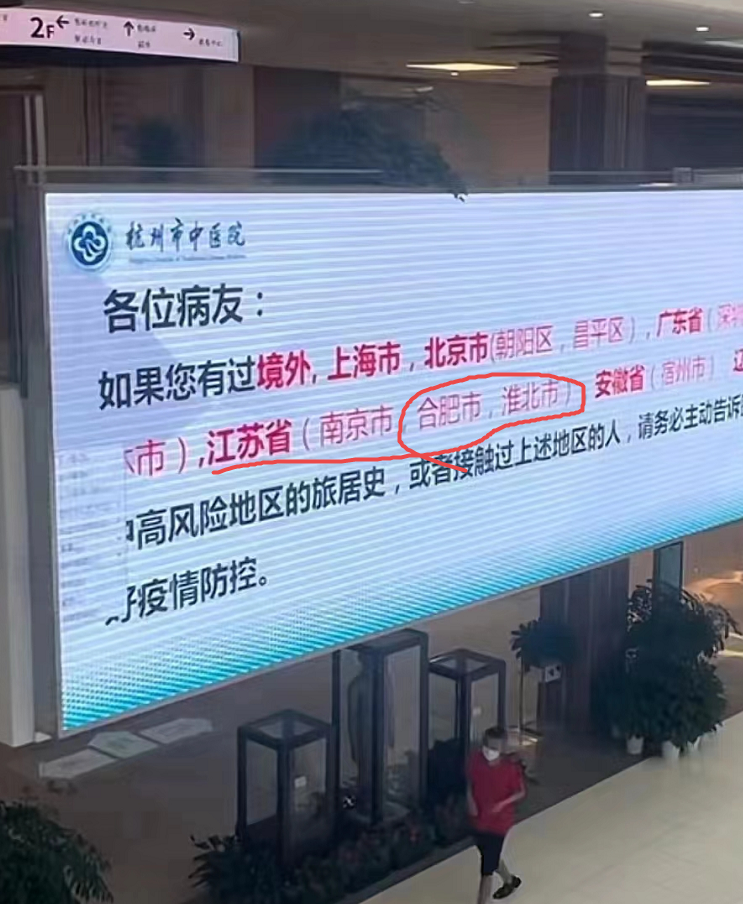 2F
杭州市中医院
各位病友：
如果您有过境外,上海市，北京市(朝阳区，昌平区）,广东省（深圳
市）,江苏省（南京市，合肥市，淮北市） 安徽省（宿州市）
高风险地区的旅居史，或者接触过上述地区的人，请务必主动告诉
疫情防控。